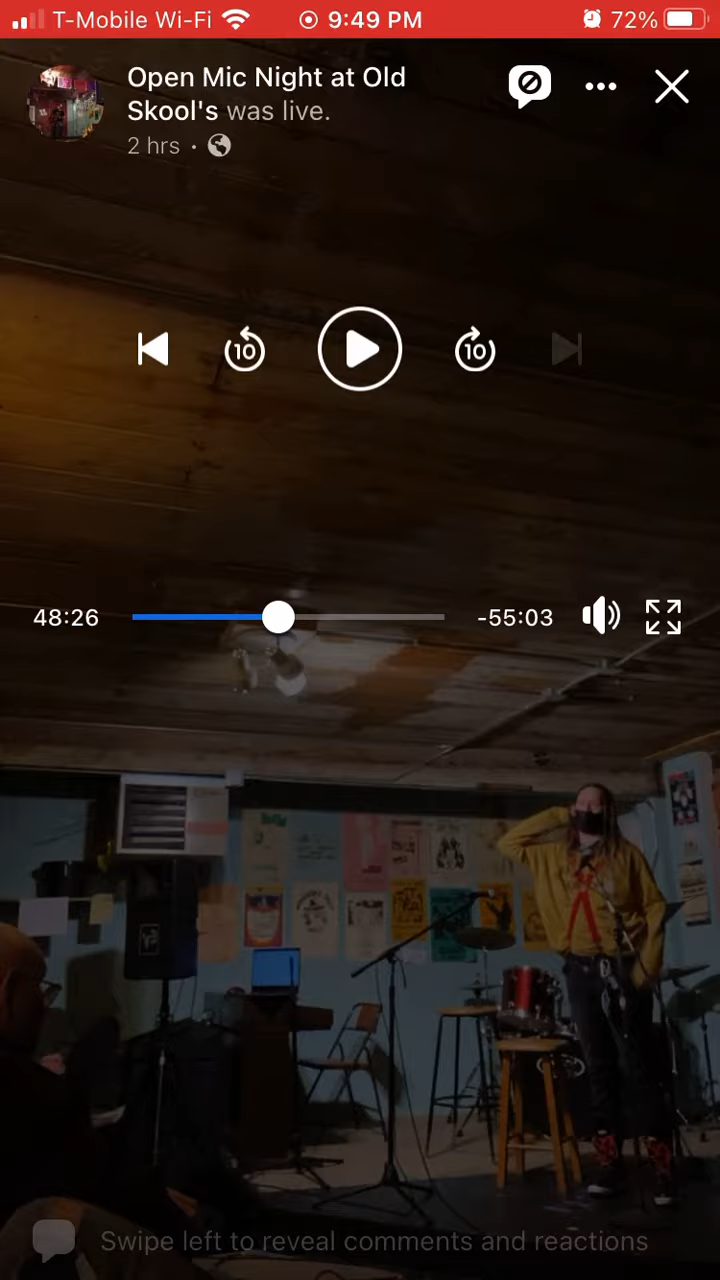 T-Mobile Wi-Fi 9:49 PM 72%
Open Mic Night at Old
Skool's was live.
2 hrs ·
10 10
48:26 -55:03
Swipe left to reveal comments and reactions